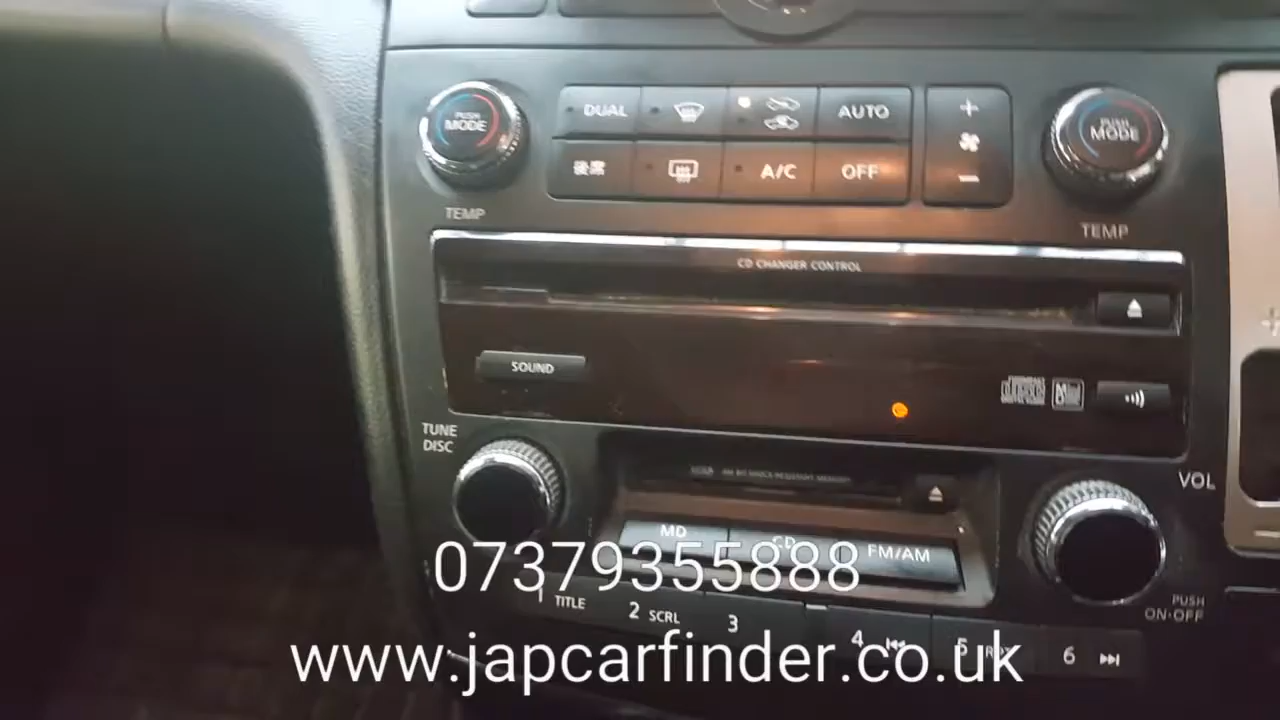 PUSH MODE
DUAL
AUTO
+
PUSH MODE
後席
A/C
OFF
−
TEMP
TEMP
CD CHANGER CONTROL
SOUND
TUNE
DISC
VOL
MD
CD
FM/AM
07379355888
1 TITLE
2 SCRL
3
4
5
6
PUSH
ON·OFF
www.japcarfinder.co.uk